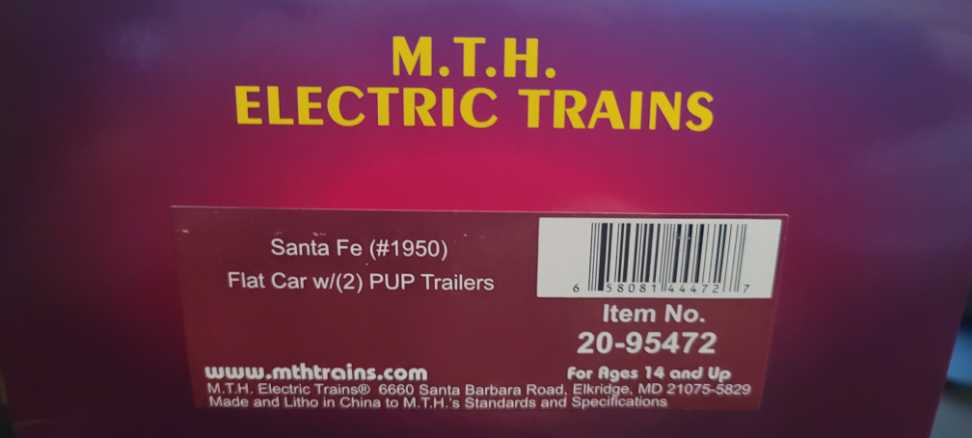 M.T.H.
ELECTRIC TRAINS
Santa Fe (#1950)
Flat Car w/(2) PUP Trailers
6 58081 44472 7
Item No.
20-95472
www.mthtrains.com
For Ages 14 and Up
M.T.H. Electric Trains® 6660 Santa Barbara Road, Elkridge, MD 21075-5829
Made and Litho in China to M.T.H.'s Standards and Specifications